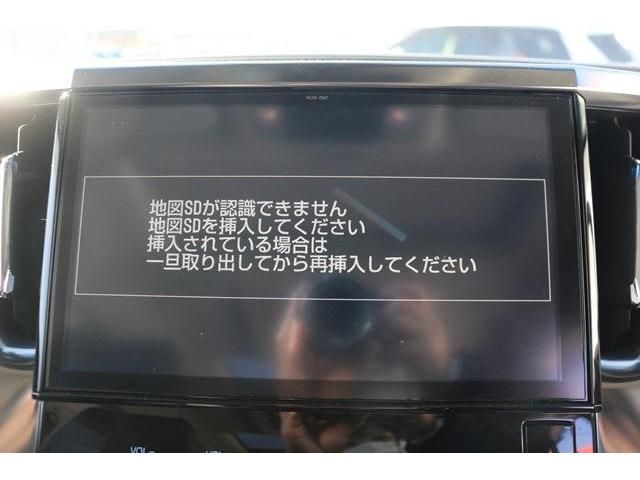 地図SDが認識できません
地図SDを挿入してください
挿入されている場合は
一旦取り出してから再挿入してください
VOL